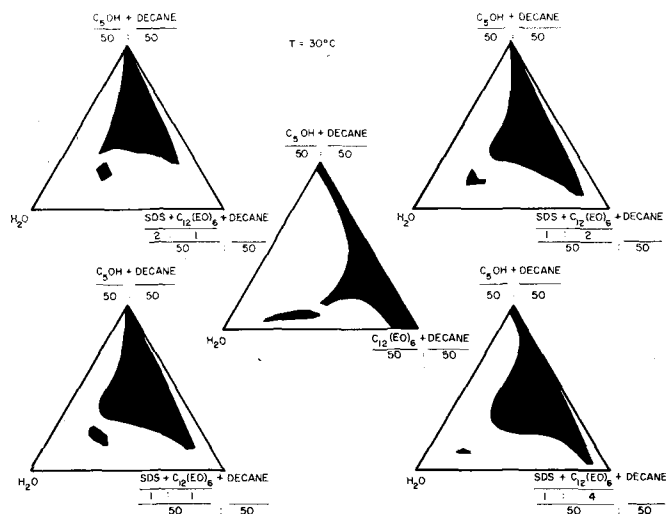 C₅OH + DECANE
50 : 50
H₂O
SDS + C₁₂(EO)₆ + DECANE
2 : 1
50 : 50
T = 30°C
C₅OH + DECANE
50 : 50
H₂O
SDS + C₁₂(EO)₆ + DECANE
1 : 2
50 : 50
C₅OH + DECANE
50 : 50
H₂O
C₁₂(EO)₆ + DECANE
50 : 50
C₅OH + DECANE
50 : 50
H₂O
SDS + C₁₂(EO)₆ + DECANE
1 : 1
50 : 50
C₅OH + DECANE
50 : 50
H₂O
SDS + C₁₂(EO)₆ + DECANE
1 : 4
50 : 50